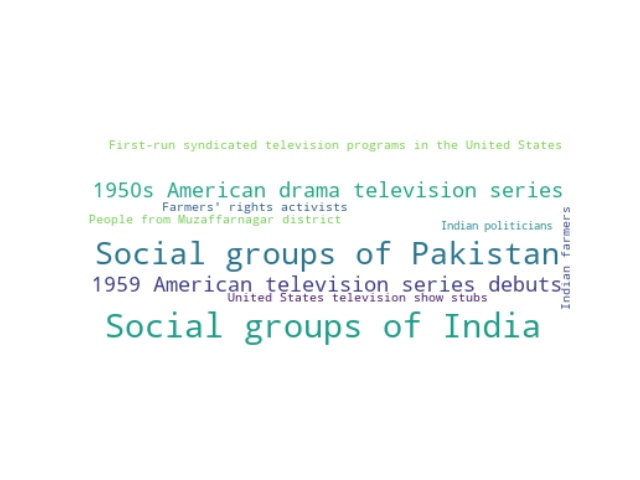 First-run syndicated television programs in the United States
1950s American drama television series
Farmers' rights activists
People from Muzaffarnagar district
Indian politicians
Indian farmers
Social groups of Pakistan
1959 American television series debuts
United States television show stubs
Social groups of India